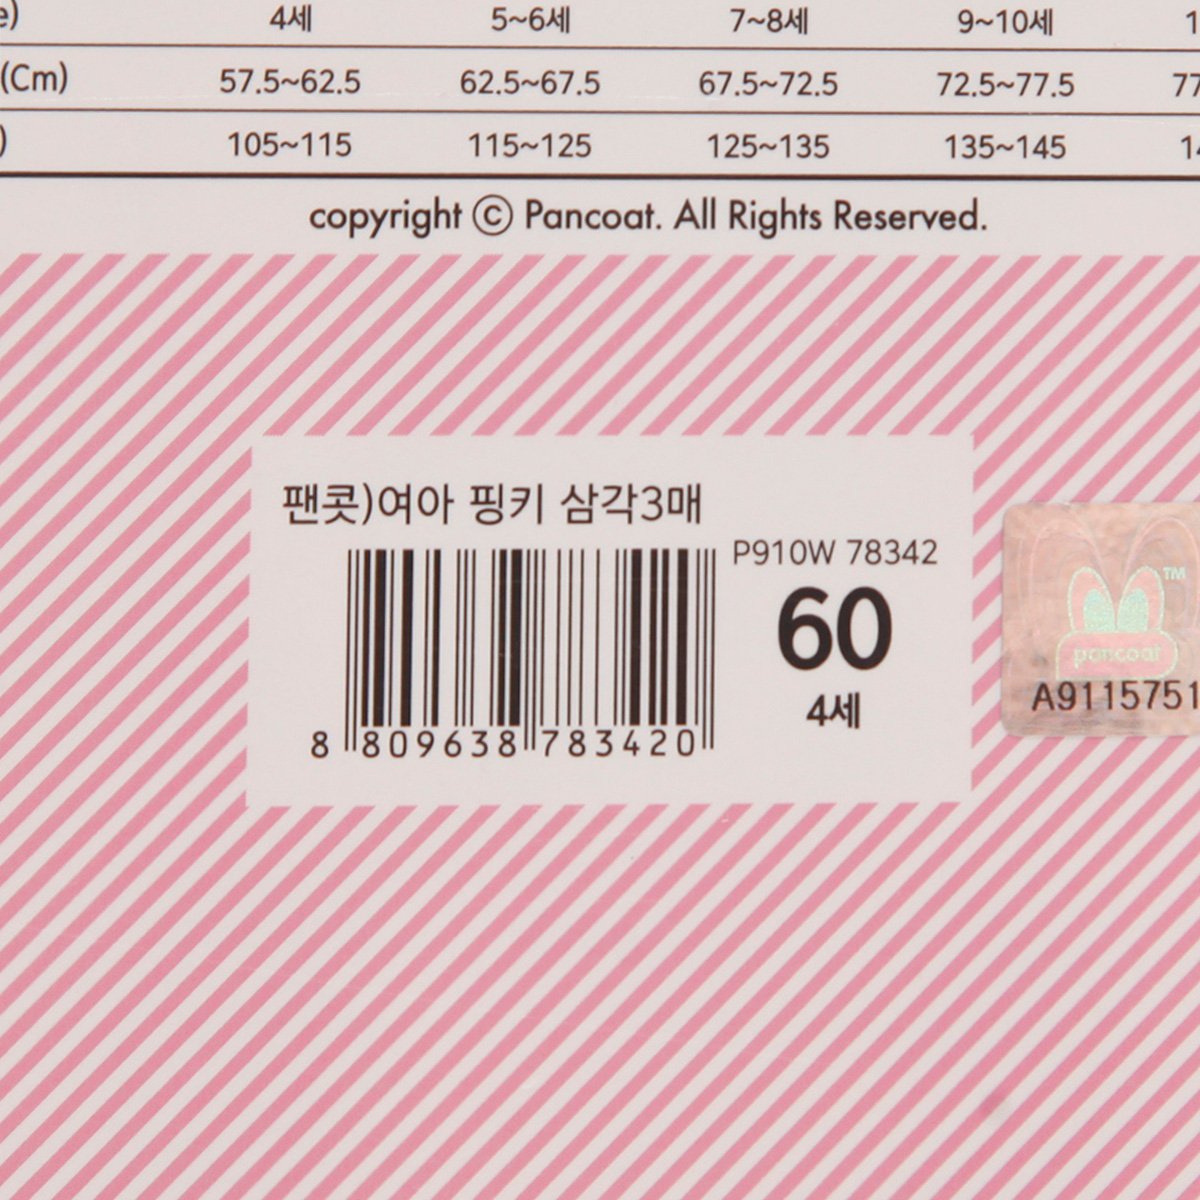 e) 4세 5~6세 7~8세 9~10세 1
(Cm) 57.5~62.5 62.5~67.5 67.5~72.5 72.5~77.5 77
) 105~115 115~125 125~135 135~145 14
copyright ⓒ Pancoat. All Rights Reserved.
팬콧)여아 핑키 삼각3매
P910W 78342
60
4세
8 809638 783420
TM
pancoat
A9115751